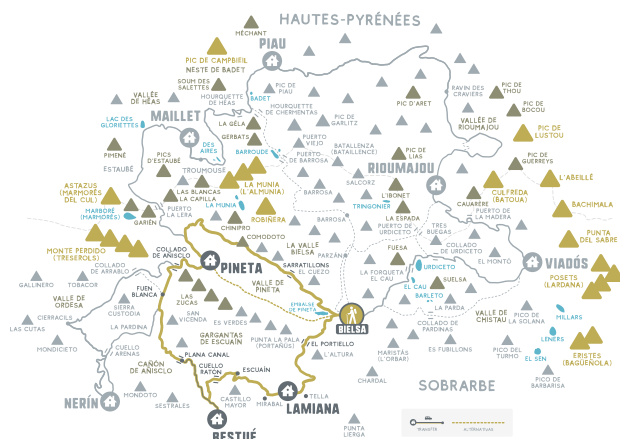 HAUTES-PYRÉNÉES
MÉCHANT
PIAU
PIC DE
CAMPBIEIL
NESTE DE BADET
SOUM DES
SALETTES
HOURQUETTE
DE HÉAS
PIC DE
PIAU
BADET
HOURQUETTE
DE CHERMENTAS
VALLÉE
DE HÉAS
LAC DES
GLORIETTES
MAILLET
LA GÉLA
GERBATS
DES
AIRES
BARROUDE
PIMENÉ
ESTAUBÉ
PICS
D'ESTAUBÉ
TROUMOUSE
PUERTO
VIEJO
PUERTO
DE BARROSA
PIC DE
GARLITZ
PIC D'ARET
BATALLENZA
(BATAILLENCE)
PIC DE
LIAS
RAVIN DES
CRAVIERS
PIC DE
THOU
PIC DE
BOCOU
VALLÉE DE
RIOUMAJOU
PIC DE
LUSTOU
RIOUMAJOU
PIC DE
GUERREYS
L'ABEILLÉ
CULFREDA
(BATOUA)
BACHIMALA
CAUARÈRE
PUERTO DE
LA MADERA
PUNTA
DEL SABRE
ASTAZUS
(MARMORÉS
DEL CUL)
MARBORÉ
(MARMORÉS)
GARIÉN
LAS BLANCAS
LA CAPILLA
PUERTO
LA LERA
LA MUNIA
(L'ALMUNIA)
LA MUNIA
ROBIÑERA
CHINIPRO
COMODOTO
BARROSA
SALCORZ
TRINGONIER
L'IBONET
LA ESPADA
BARROSA
PUERTO DE
URDICETO
TRES
BUEGAS
COLLADO DE
URDICETO
EL MONTÓ
MONTE PERDIDO
(TRESEROLS)
COLLADO
DE AÑISCLO
COLLADO
DE ARRABLO
LA VALLE
BIELSA
PARZÁN
SARRATILLONS
EL CUEZO
FUESA
LA FORQUETA
EL CAU
URDICETO
EL CAU
BARLETO
SUELSA
LA PARDA
VIADÓS
POSETS
(LARDANA)
PINETA
VALLE DE
PINETA
EMBALSE
DE PINETA
BIELSA
GALLINERO
TOBACOR
VALLE DE
ORDESA
FUEN
BLANCA
SIERRA
CUSTODIA
LAS
ZUCAS
SAN
VICENDA
ES VERDES
GARGANTAS
DE ESCUAÍN
PUNTA LA PALA
(PORTAÑÚS)
EL PORTIELLO
L'ALTURA
VALLE DE
CHISTAU
COLLADO DE
PARDINAS
MARISTÁS
(L'ORBAR)
ES FUBILLONS
PICO DE
LA SOLANA
MILLARS
LENERS
EL SEN
PICO DEL
TURMO
ERISTES
(BAGÜEÑOLA)
PICO DE
BARBARISA
CIERRACILS
LAS CUTAS
LA PARDINA
MONDICIETO
CUELLO
ARENAS
CAÑÓN
DE AÑISCLO
PLANA CANAL
CUELLO
RATÓN
ESCUAÍN
CASTILLO
MAYOR
MIRABAL
LAMIANA
TELLA
CHARDAL
SOBRARBE
NERÍN
MONDOTO
SESTRALES
BESTUÉ
PUNTA
LIERGA
TRANSFER
ALTERNATIVAS